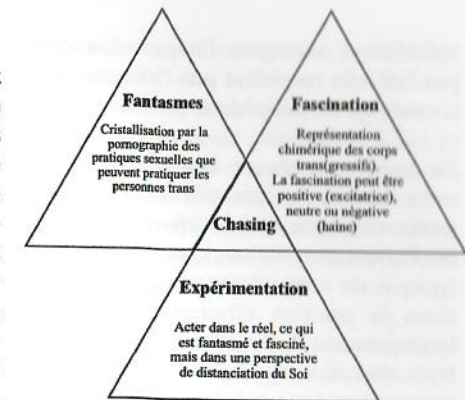 Fantasmes
Cristallisation par la
pornographie des
pratiques sexuelles que
peuvent pratiquer les
personnes trans
Fascination
Représentation
chimérique des corps
trans(gressifs).
La fascination peut être
positive (excitatrice),
neutre ou négative
(haine)
Chasing
Expérimentation
Acter dans le réel, ce qui
est fantasmé et fasciné,
mais dans une perspective
de distanciation du Soi